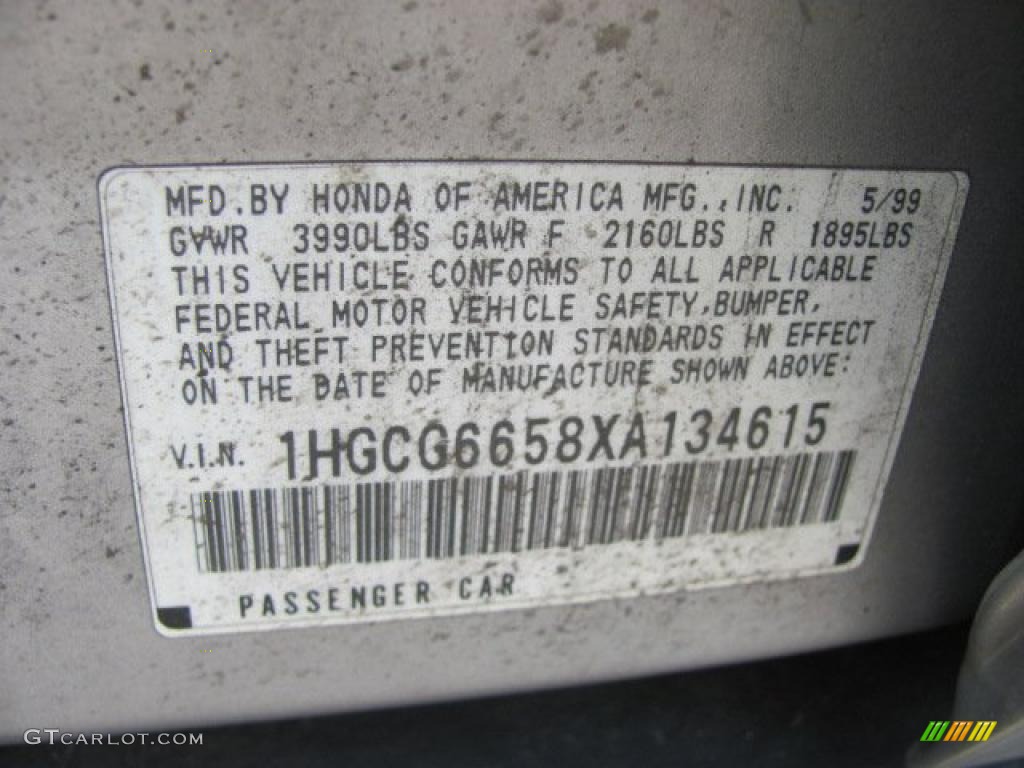 MFD.BY HONDA OF AMERICA MFG., INC. 5/99
GVWR 3990LBS GAWR F 2160LBS R 1895LBS
THIS VEHICLE CONFORMS TO ALL APPLICABLE
FEDERAL MOTOR VEHICLE SAFETY, BUMPER,
AND THEFT PREVENTION STANDARDS IN EFFECT
ON THE DATE OF MANUFACTURE SHOWN ABOVE:
V.I.N. 1HGCG6658XA134615
PASSENGER CAR
GTCARLOT.COM